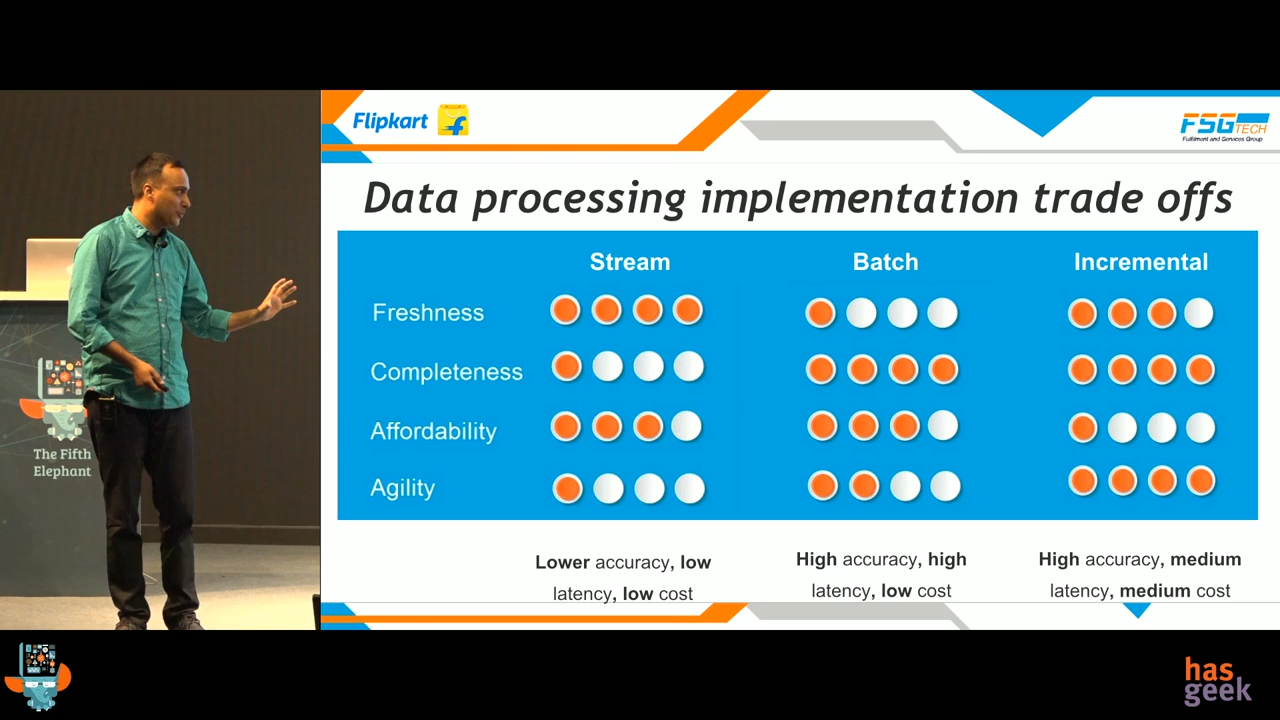 Flipkart
FSG TECH
Fulfilment and Services Group
Data processing implementation trade offs
Stream Batch Incremental
Freshness
Completeness
Affordability
Agility
Lower accuracy, low
latency, low cost
High accuracy, high
latency, low cost
High accuracy, medium
latency, medium cost
The Fifth
Elephant
has
geek